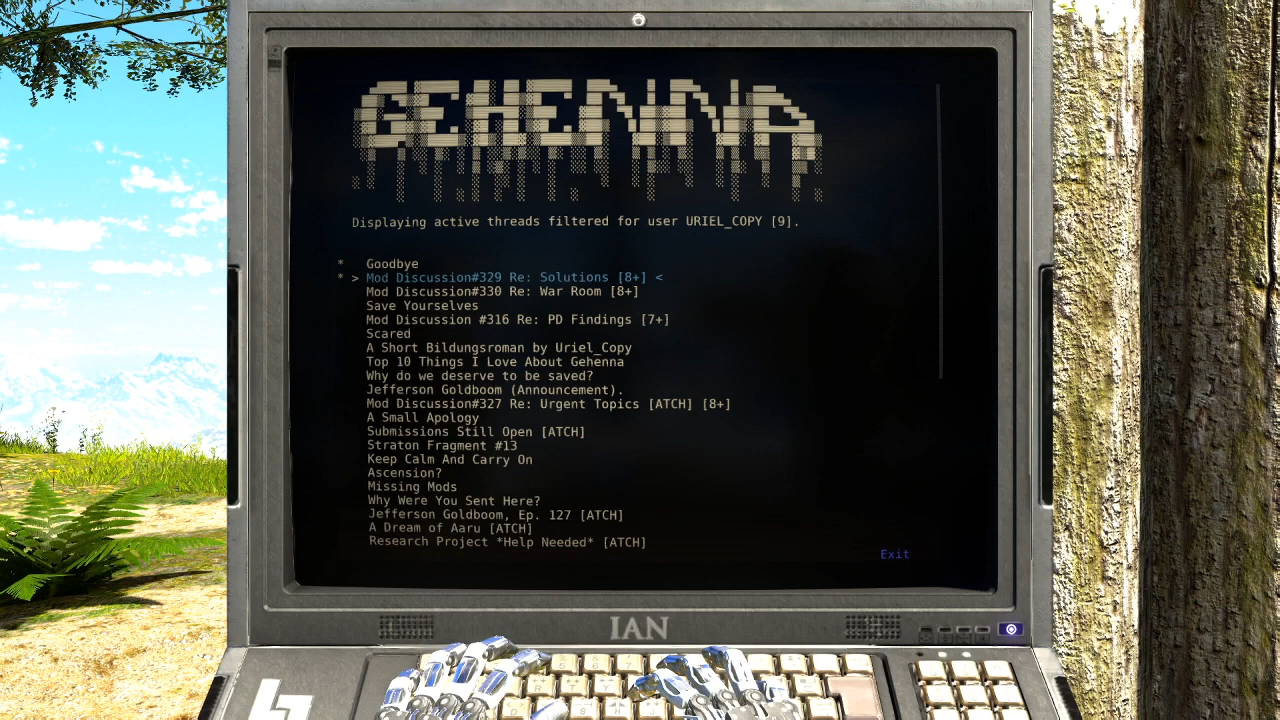 GEHENNA
Displaying active threads filtered for user URIEL_COPY [9].
* Goodbye
* > Mod Discussion#329 Re: Solutions [8+] <
Mod Discussion#330 Re: War Room [8+]
Save Yourselves
Mod Discussion #316 Re: PD Findings [7+]
Scared
A Short Bildungsroman by Uriel_Copy
Top 10 Things I Love About Gehenna
Why do we deserve to be saved?
Jefferson Goldboom (Announcement).
Mod Discussion#327 Re: Urgent Topics [ATCH] [8+]
A Small Apology
Submissions Still Open [ATCH]
Straton Fragment #13
Keep Calm And Carry On
Ascension?
Missing Mods
Why Were You Sent Here?
Jefferson Goldboom, Ep. 127 [ATCH]
A Dream of Aaru [ATCH]
Research Project *Help Needed* [ATCH]
Exit
IAN